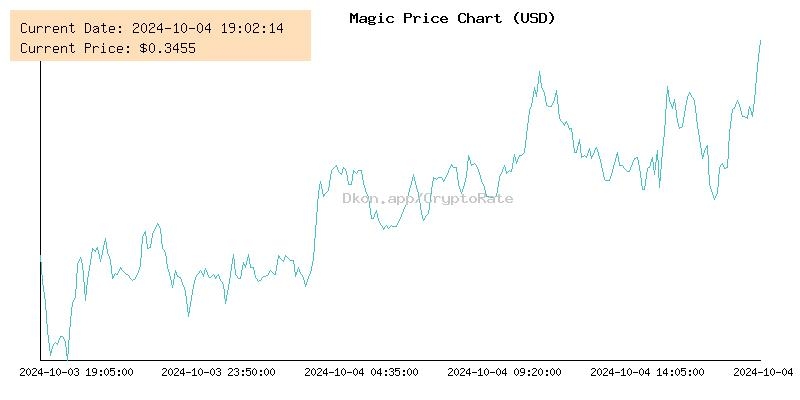 Magic Price Chart (USD)
Current Date: 2024-10-04 19:02:14
Current Price: $0.3455
Dkon.app/CryptoRate
2024-10-03 19:05:00 2024-10-03 23:50:00 2024-10-04 04:35:00 2024-10-04 09:20:00 2024-10-04 14:05:00 2024-10-04